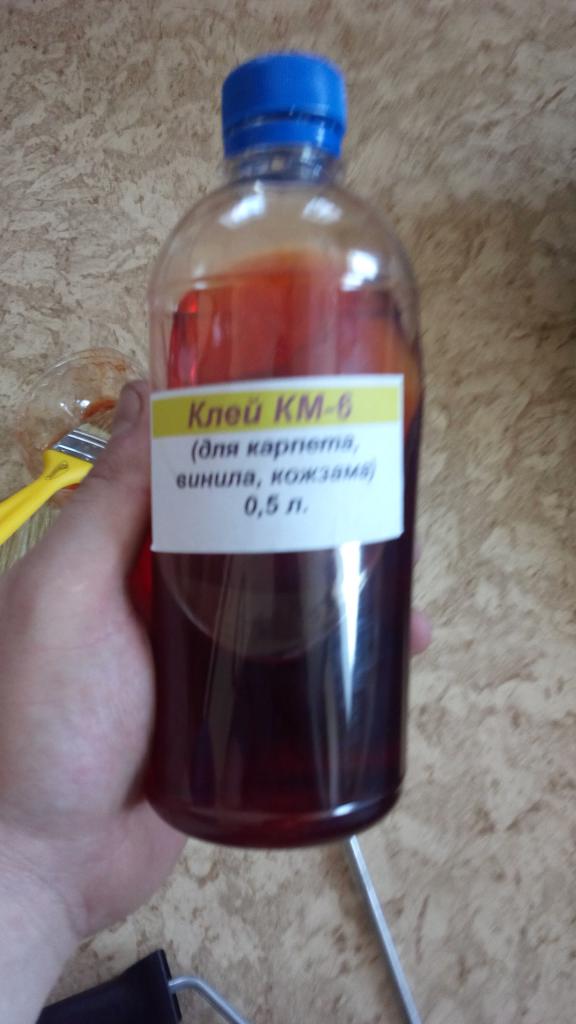 Клей КМ-6
(для карпета,
винила, кожзама)
0,5 л.